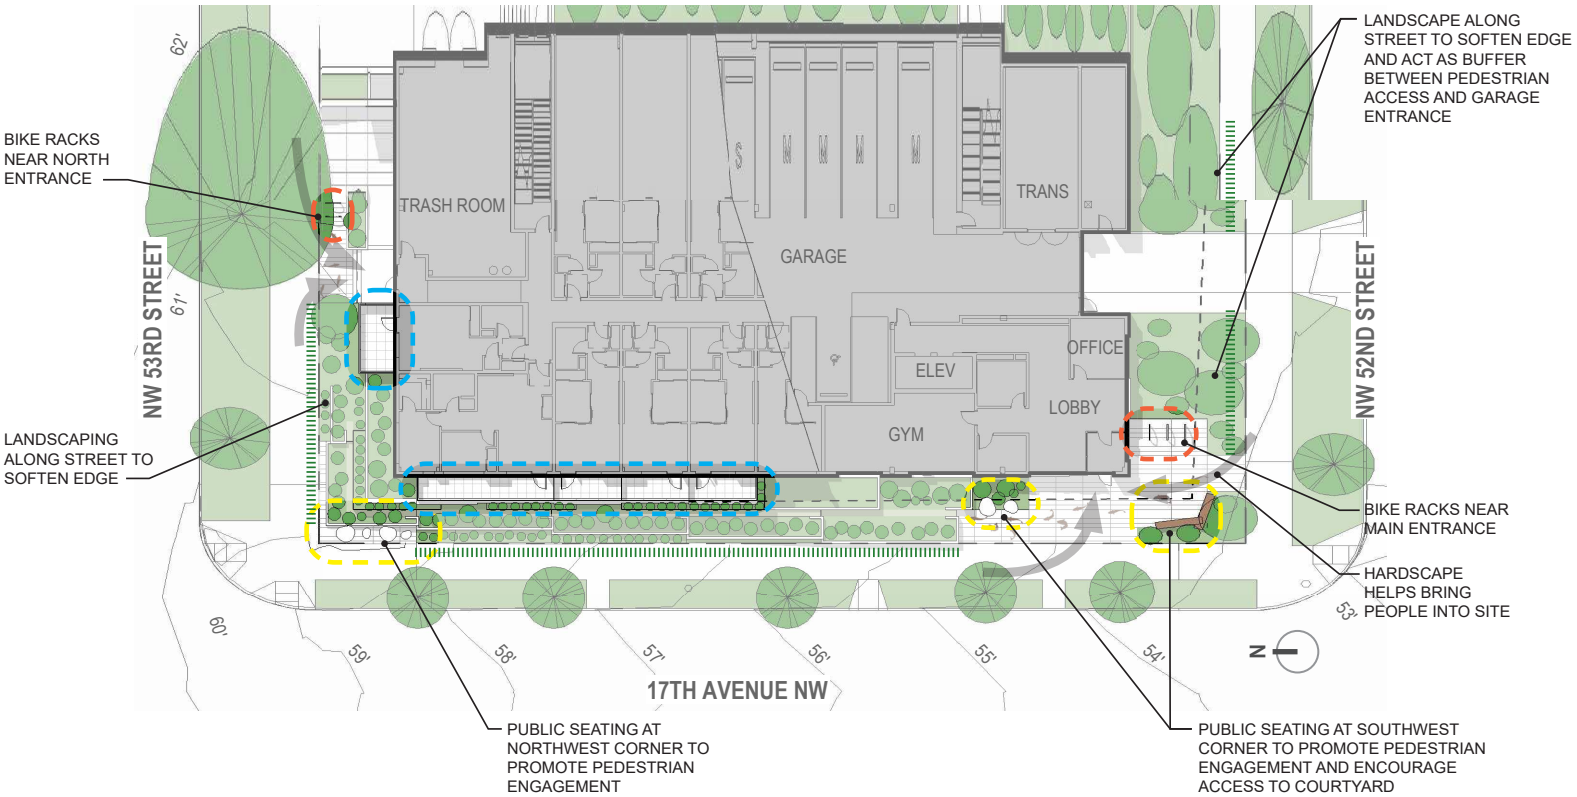 LANDSCAPE ALONG
STREET TO SOFTEN EDGE
AND ACT AS BUFFER
BETWEEN PEDESTRIAN
ACCESS AND GARAGE
ENTRANCE
62'
BIKE RACKS
NEAR NORTH
ENTRANCE
S
M
M
M
M
TRASH ROOM
TRANS
GARAGE
NW 53RD STREET
61'
NW 52ND STREET
OFFICE
ELEV
LOBBY
GYM
LANDSCAPING
ALONG STREET TO
SOFTEN EDGE
BIKE RACKS NEAR
MAIN ENTRANCE
HARDSCAPE
HELPS BRING
PEOPLE INTO SITE
60'
59'
58'
57'
56'
55'
54'
53'
N
17TH AVENUE NW
PUBLIC SEATING AT
NORTHWEST CORNER TO
PROMOTE PEDESTRIAN
ENGAGEMENT
PUBLIC SEATING AT SOUTHWEST
CORNER TO PROMOTE PEDESTRIAN
ENGAGEMENT AND ENCOURAGE
ACCESS TO COURTYARD